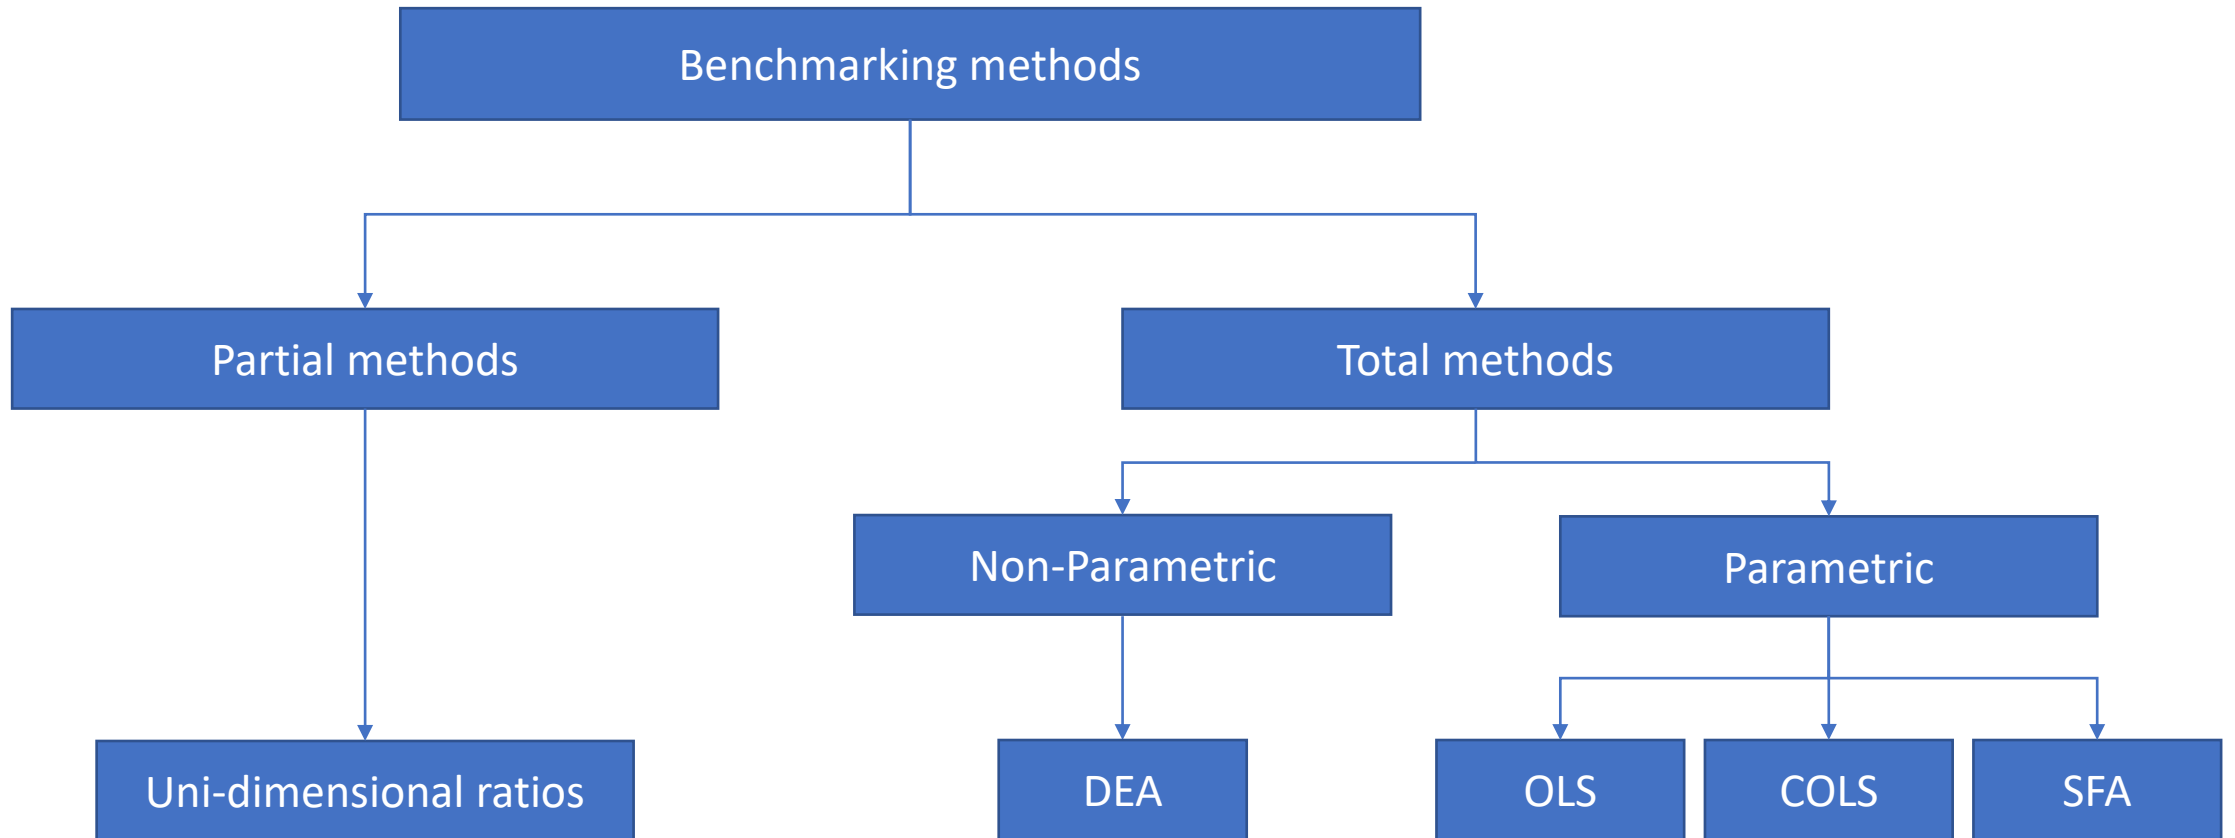 Benchmarking methods
Partial methods
Total methods
Non-Parametric
Parametric
Uni-dimensional ratios
DEA
OLS
COLS
SFA